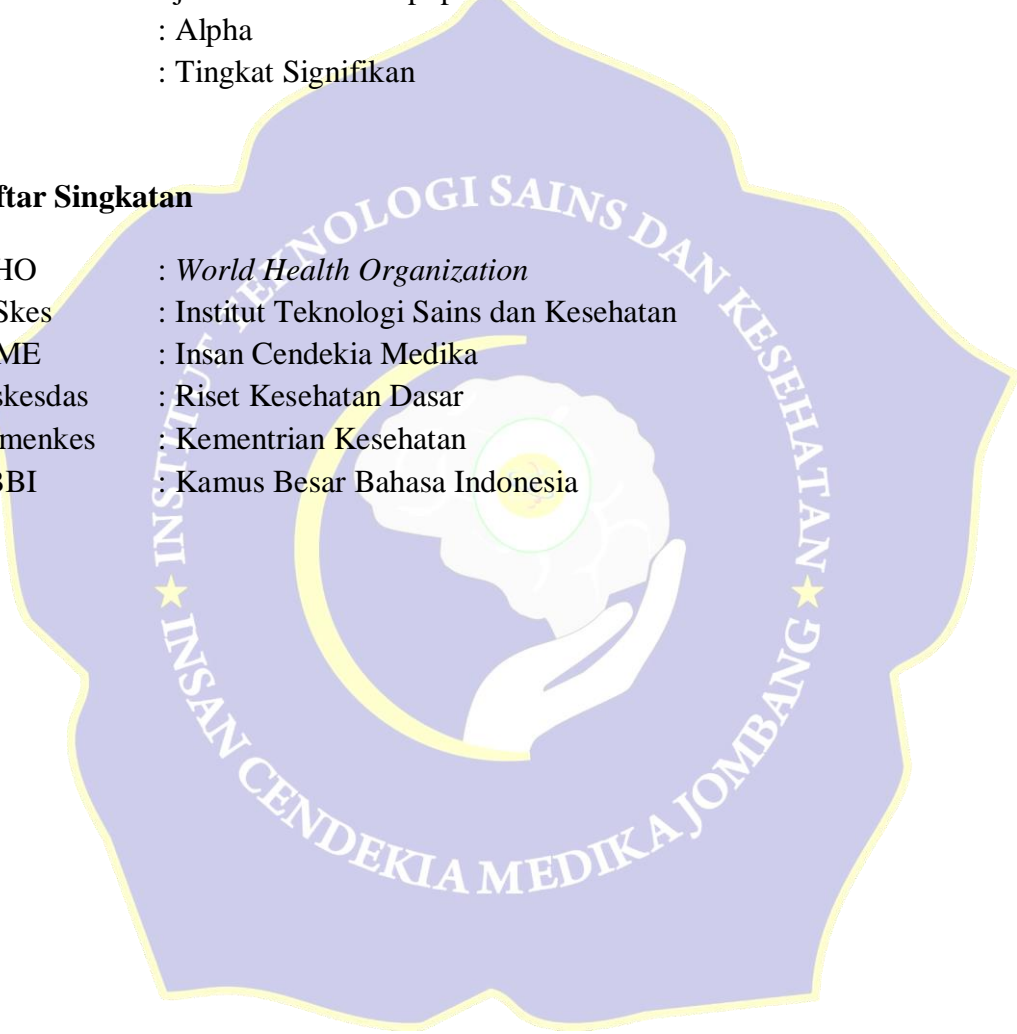 : Alpha
: Tingkat Signifikan
ftar Singkatan
HO : World Health Organization
Skes : Institut Teknologi Sains dan Kesehatan
ME : Insan Cendekia Medika
skesdas : Riset Kesehatan Dasar
menkes : Kementrian Kesehatan
BBI : Kamus Besar Bahasa Indonesia
INSTITUT TEKNOLOGI SAINS DAN KESEHATAN
INSAN CENDEKIA MEDIKA JOMBANG